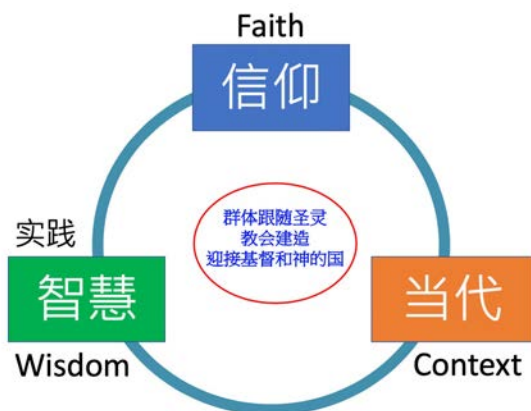 Faith
信仰
群体跟随圣灵
教会建造
迎接基督和神的国
实践
智慧
Wisdom
当代
Context